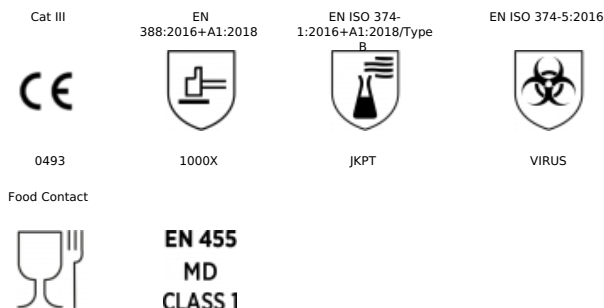 Cat III
EN
388:2016+A1:2018
EN ISO 374-
1:2016+A1:2018/Type
B
EN ISO 374-5:2016
CE
0493
1000X
JKPT
VIRUS
Food Contact
EN 455
MD
CLASS 1